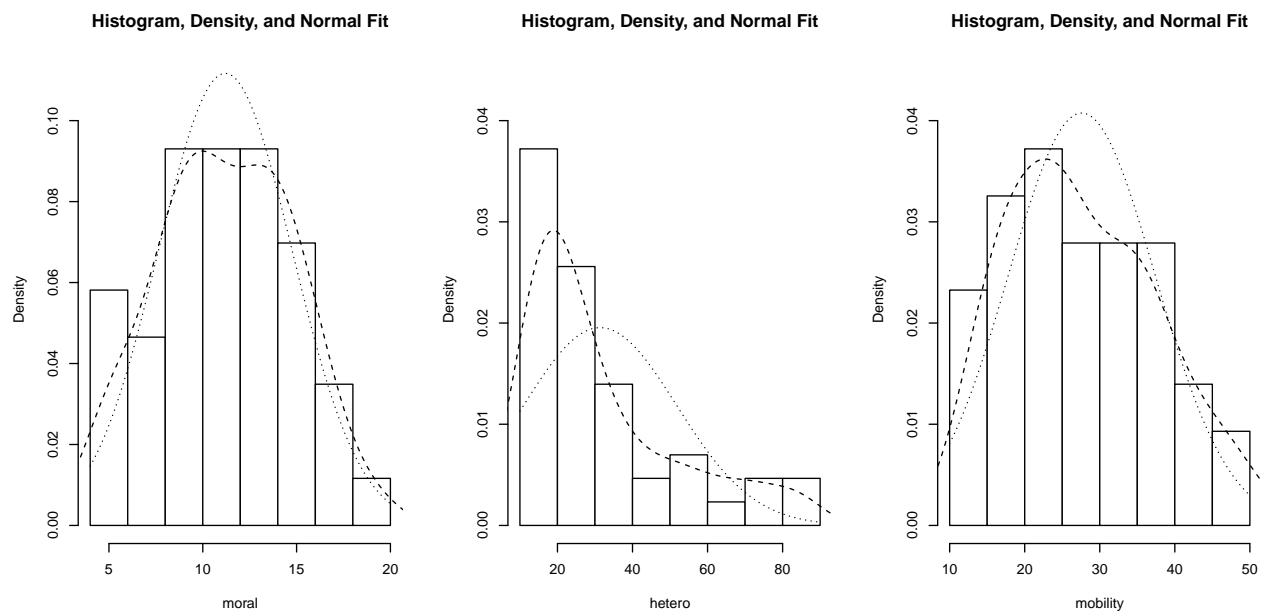 Histogram, Density, and Normal Fit
Density
0.00 0.02 0.04 0.06 0.08 0.10
5 10 15 20
moral
Histogram, Density, and Normal Fit
Density
0.00 0.01 0.02 0.03 0.04
20 40 60 80
hetero
Histogram, Density, and Normal Fit
Density
0.00 0.01 0.02 0.03 0.04
10 20 30 40 50
mobility